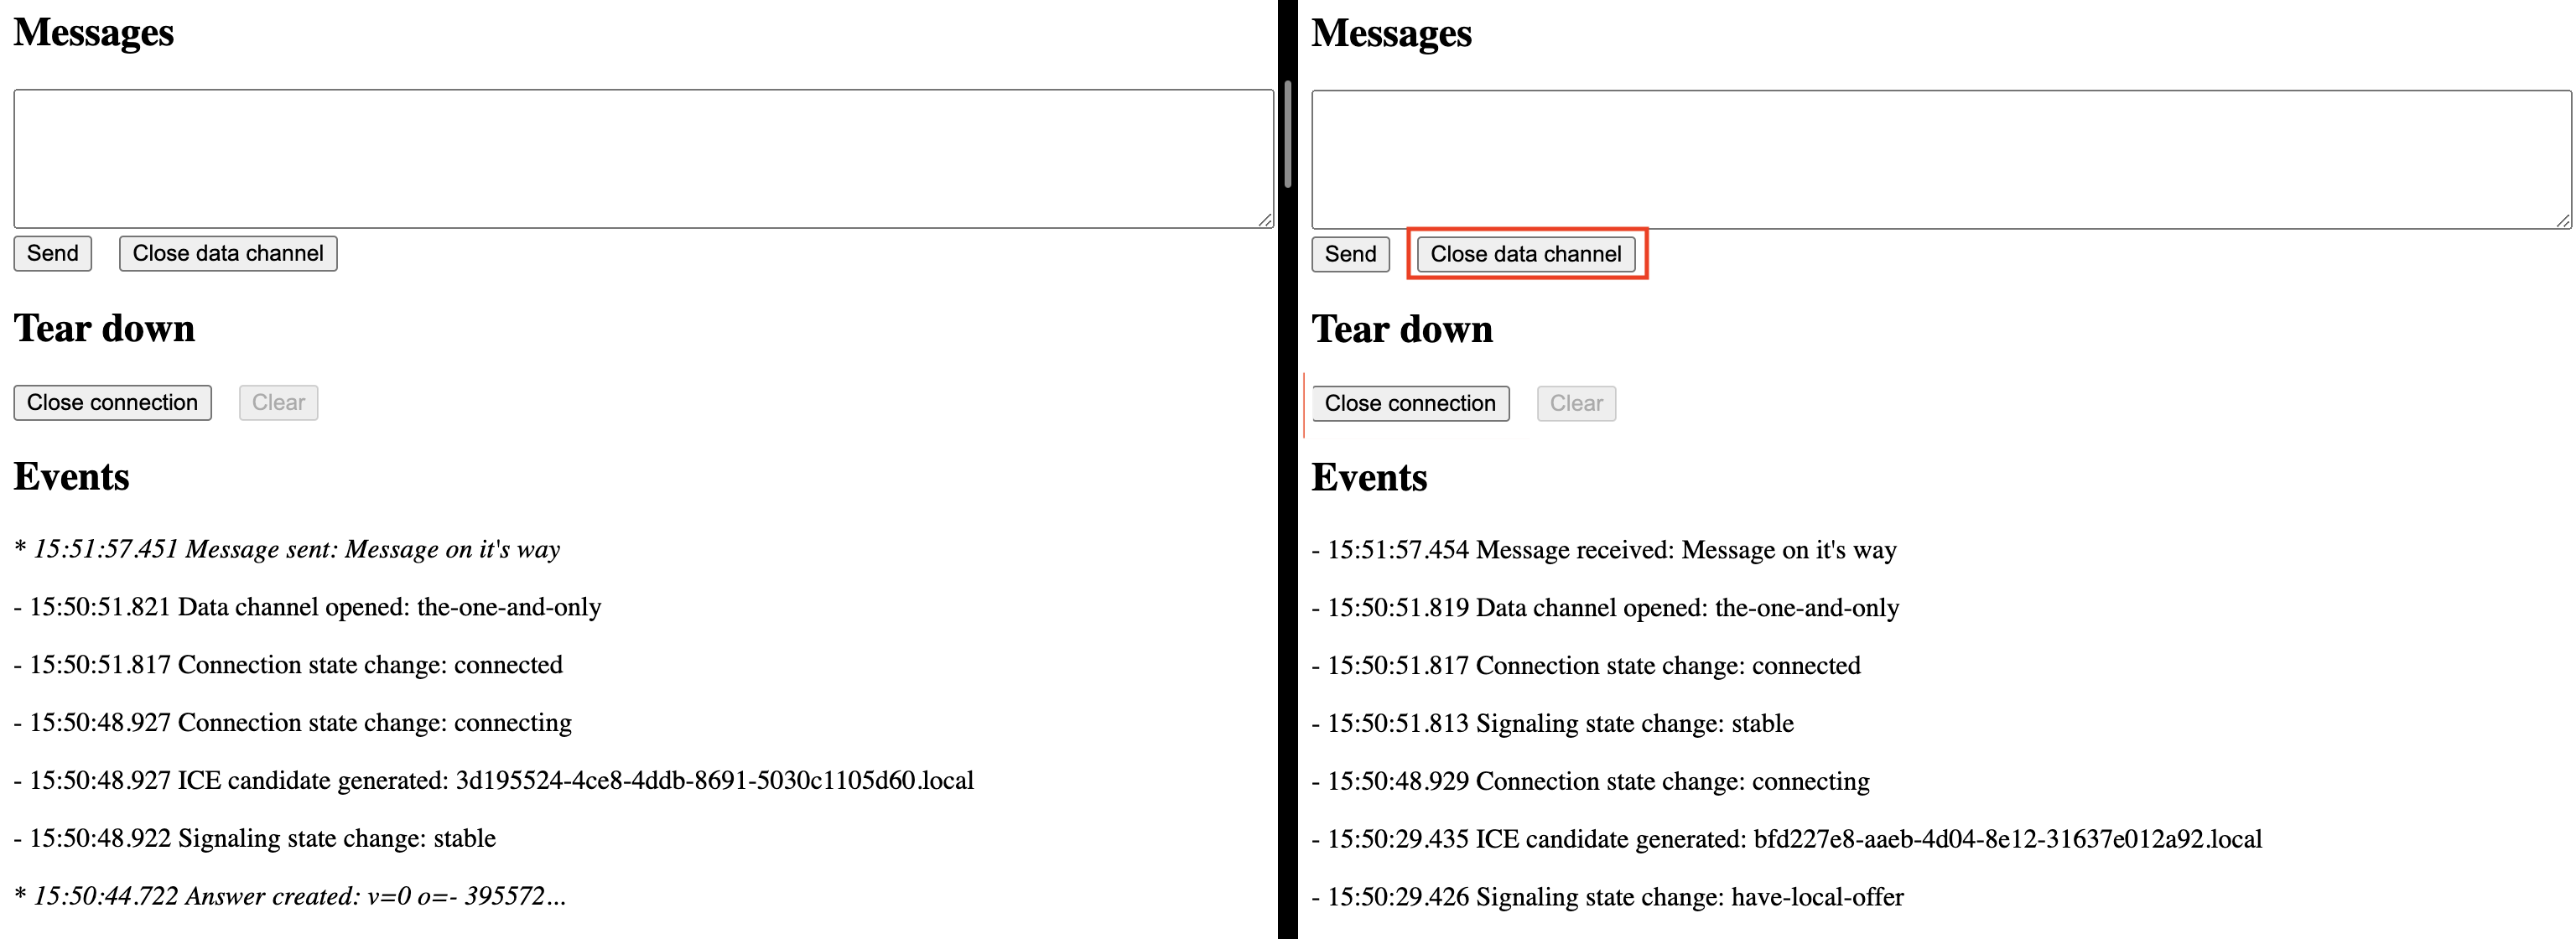 Messages
Send Close data channel
Tear down
Close connection Clear
Events
* 15:51:57.451 Message sent: Message on it's way
- 15:50:51.821 Data channel opened: the-one-and-only
- 15:50:51.817 Connection state change: connected
- 15:50:48.927 Connection state change: connecting
- 15:50:48.927 ICE candidate generated: 3d195524-4ce8-4ddb-8691-5030c1105d60.local
- 15:50:48.922 Signaling state change: stable
* 15:50:44.722 Answer created: v=0 o=- 395572...
Messages
Send Close data channel
Tear down
Close connection Clear
Events
- 15:51:57.454 Message received: Message on it's way
- 15:50:51.819 Data channel opened: the-one-and-only
- 15:50:51.817 Connection state change: connected
- 15:50:51.813 Signaling state change: stable
- 15:50:48.929 Connection state change: connecting
- 15:50:29.435 ICE candidate generated: bfd227e8-aaeb-4d04-8e12-31637e012a92.local
- 15:50:29.426 Signaling state change: have-local-offer